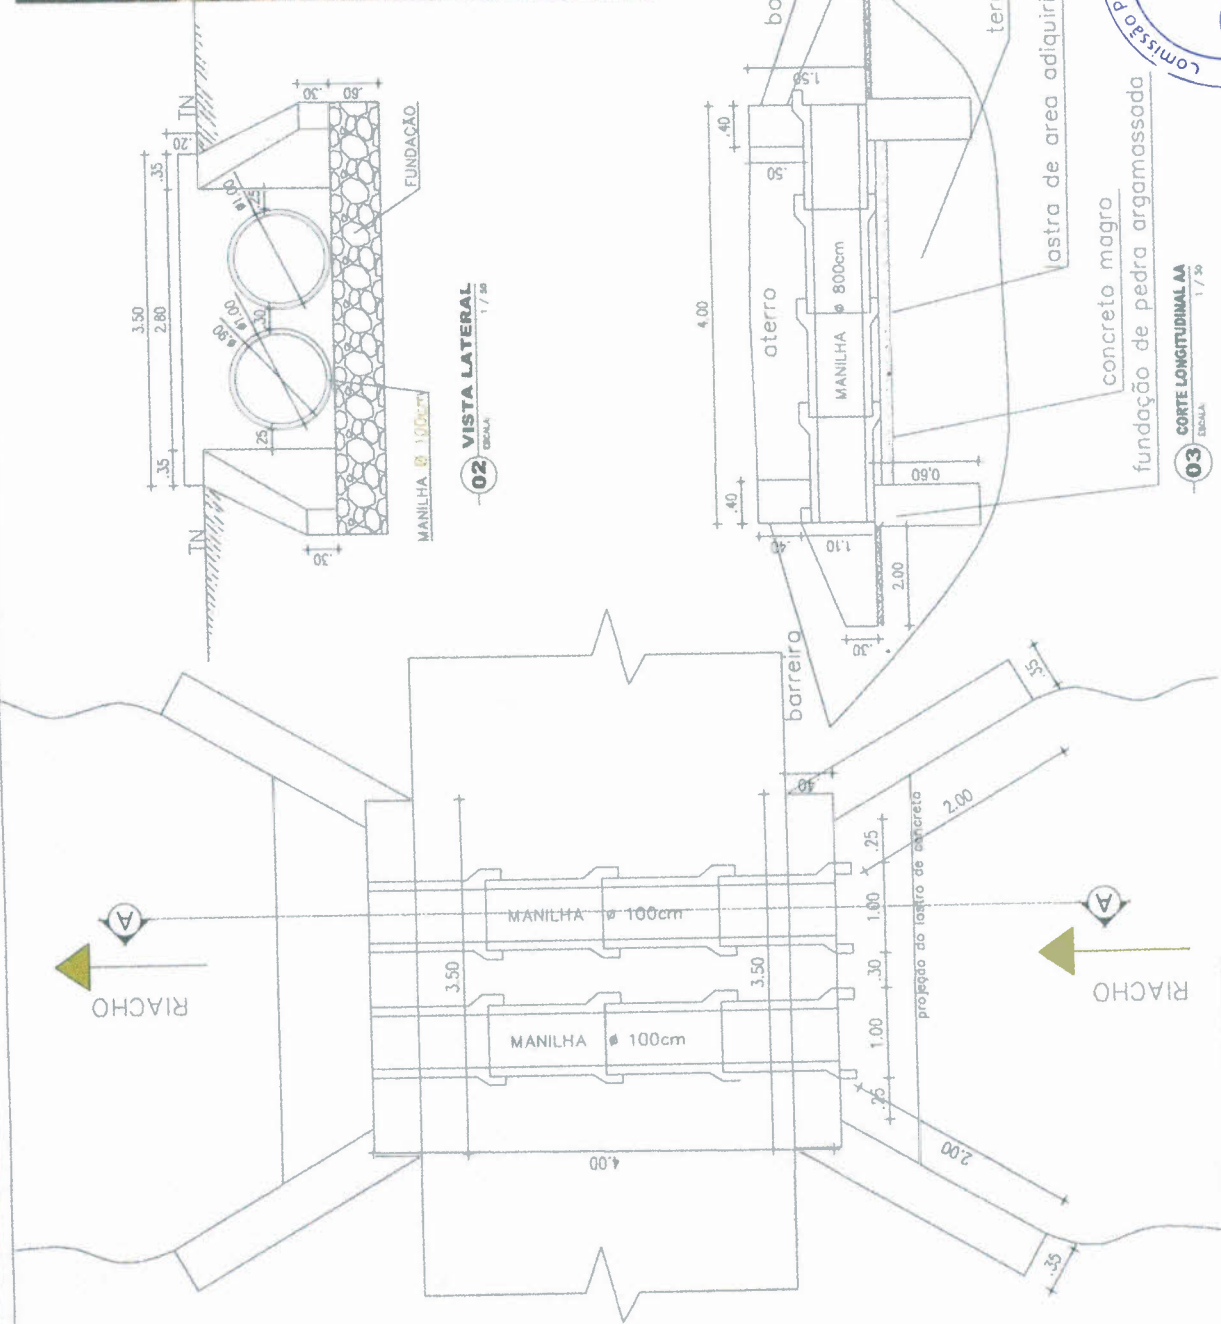 3.50
2.80
.35
.35
.20
TN
TN
ø1.00
ø1.00
ø.90
.25
.30
.25
.30
.30
.60
FUNDAÇÃO
MANILHA ø 100cm
02 VISTA LATERAL
ESCALA: 1 / 50
4.00
.40
.40
.50
1.50
aterro
MANILHA ø 800cm
.40
1.10
.30
2.00
0.60
barreira
concreto magro
fundação de pedra argamassada
lastra de area adiquiri
03 CORTE LONGITUDINAL AA
ESCALA: 1 / 50
Comissão
RIACHO
A
MANILHA ø 100cm
MANILHA ø 100cm
3.50
3.50
4.00
.40
.25
1.00
.30
1.00
.25
2.00
2.00
.35
.35
projeção do lastro de concreto
A
RIACHO